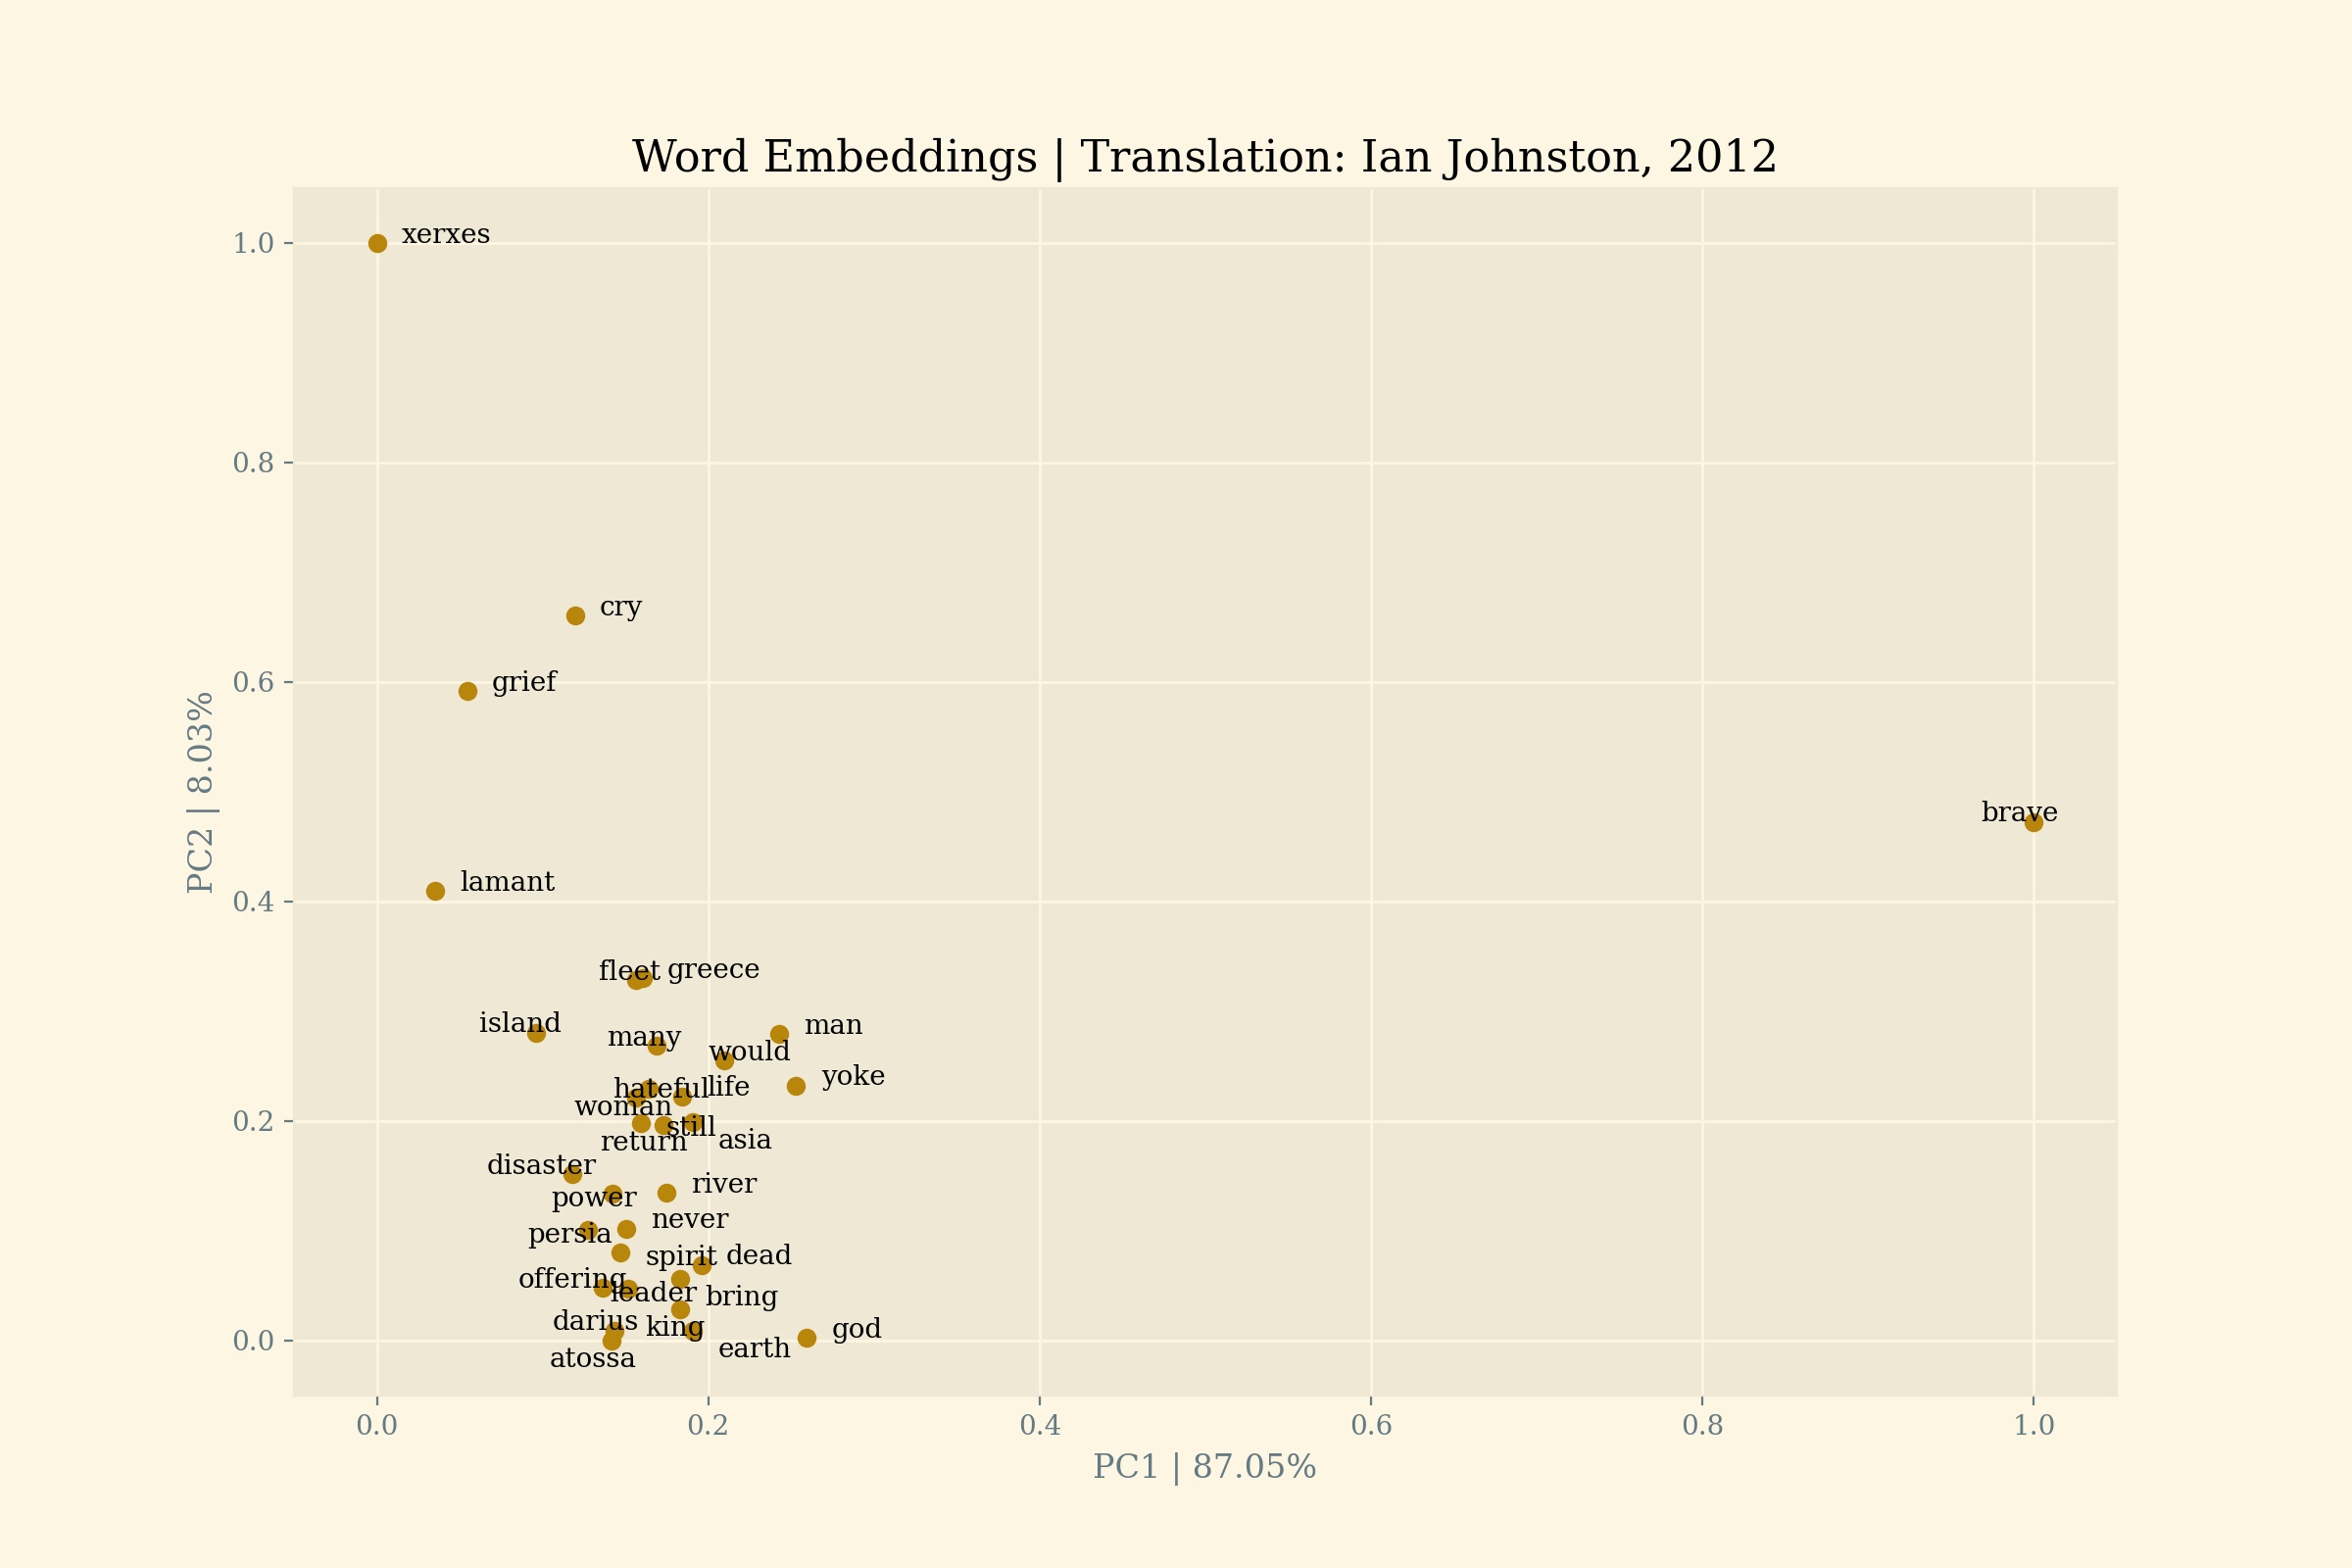 Word Embeddings | Translation: Ian Johnston, 2012
xerxes
cry
grief
brave
lamant
fleet greece
island
man
many
would
yoke
hateful life
woman
still
return asia
disaster
river
power
never
persia
spirit dead
offering
leader bring
darius king
god
earth
atossa
1.0
0.8
0.6
0.4
0.2
0.0
PC2 | 8.03%
0.0 0.2 0.4 0.6 0.8 1.0
PC1 | 87.05%